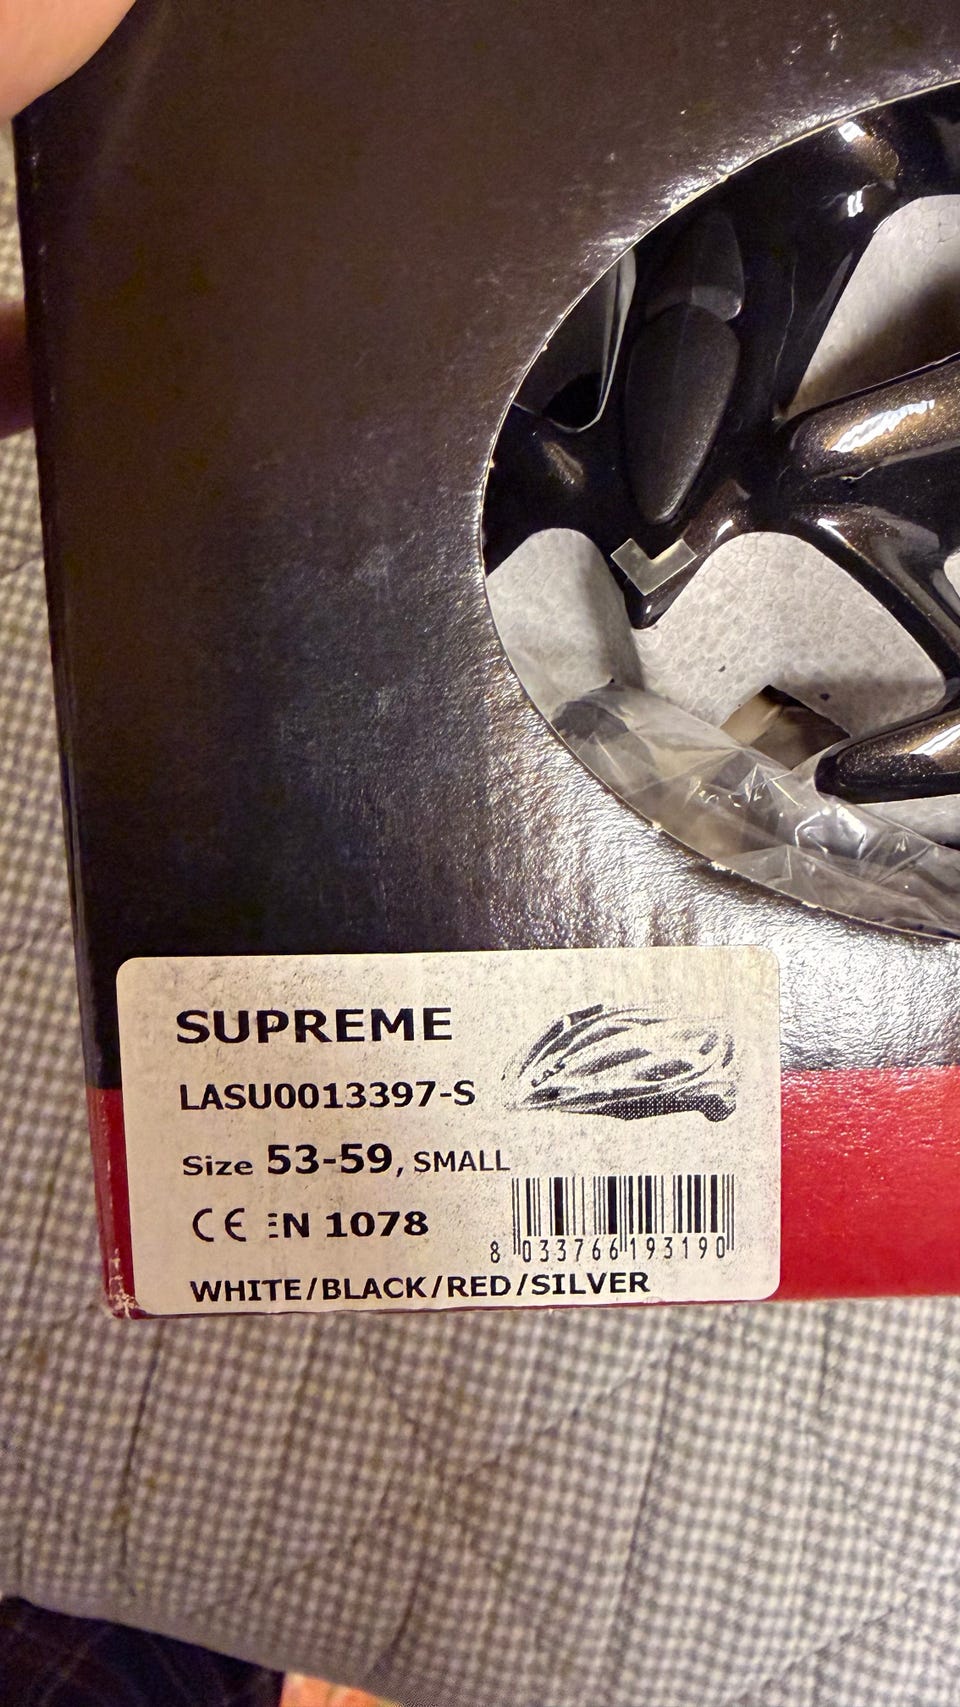 SUPREME
LASU0013397-S
Size 53-59, SMALL
CE EN 1078
8 033766 193190
WHITE/BLACK/RED/SILVER